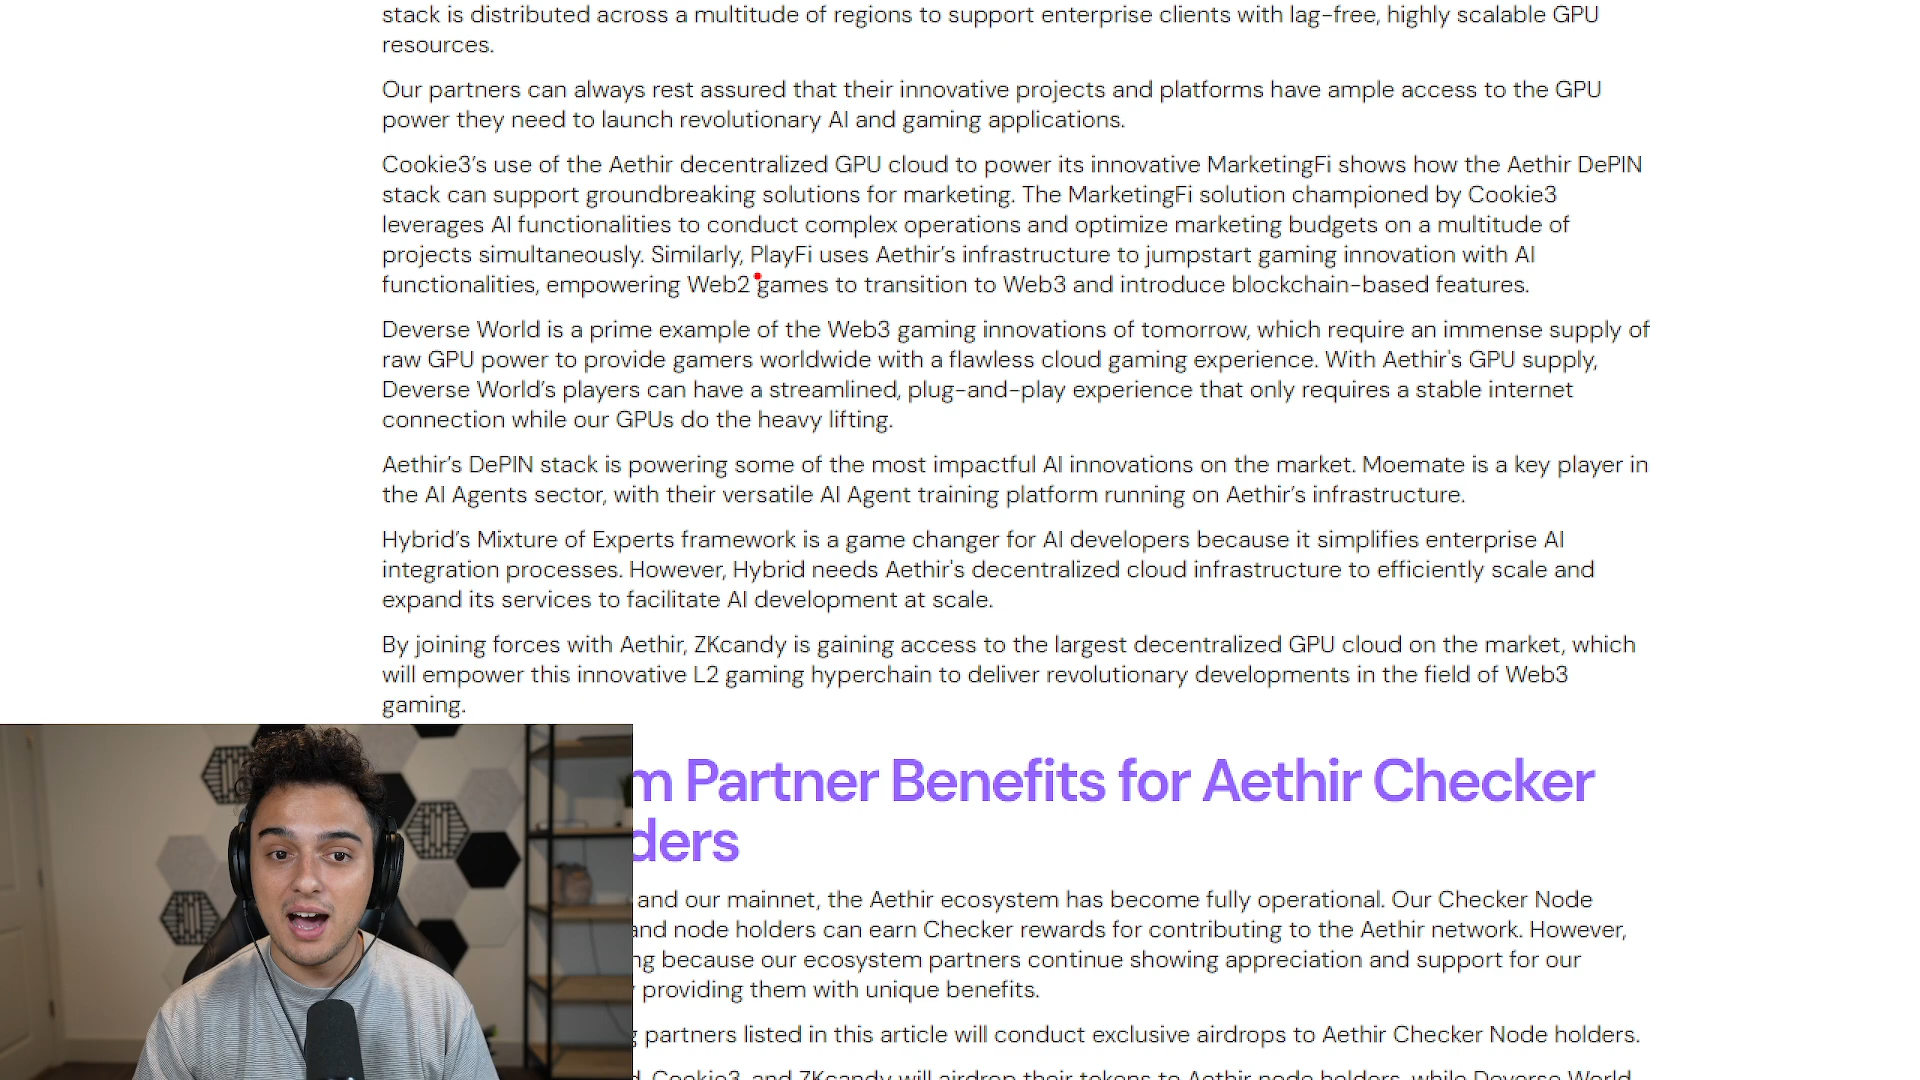 stack is distributed across a multitude of regions to support enterprise clients with lag-free, highly scalable GPU
resources.
Our partners can always rest assured that their innovative projects and platforms have ample access to the GPU
power they need to launch revolutionary AI and gaming applications.
Cookie3’s use of the Aethir decentralized GPU cloud to power its innovative MarketingFi shows how the Aethir DePIN
stack can support groundbreaking solutions for marketing. The MarketingFi solution championed by Cookie3
leverages AI functionalities to conduct complex operations and optimize marketing budgets on a multitude of
projects simultaneously. Similarly, PlayFi uses Aethir’s infrastructure to jumpstart gaming innovation with AI
functionalities, empowering Web2 games to transition to Web3 and introduce blockchain-based features.
Deverse World is a prime example of the Web3 gaming innovations of tomorrow, which require an immense supply of
raw GPU power to provide gamers worldwide with a flawless cloud gaming experience. With Aethir's GPU supply,
Deverse World’s players can have a streamlined, plug-and-play experience that only requires a stable internet
connection while our GPUs do the heavy lifting.
Aethir’s DePIN stack is powering some of the most impactful AI innovations on the market. Moemate is a key player in
the AI Agents sector, with their versatile AI Agent training platform running on Aethir’s infrastructure.
Hybrid’s Mixture of Experts framework is a game changer for AI developers because it simplifies enterprise AI
integration processes. However, Hybrid needs Aethir's decentralized cloud infrastructure to efficiently scale and
expand its services to facilitate AI development at scale.
By joining forces with Aethir, ZKcandy is gaining access to the largest decentralized GPU cloud on the market, which
will empower this innovative L2 gaming hyperchain to deliver revolutionary developments in the field of Web3
gaming.
m Partner Benefits for Aethir Checker
ders
and our mainnet, the Aethir ecosystem has become fully operational. Our Checker Node
and node holders can earn Checker rewards for contributing to the Aethir network. However,
ng because our ecosystem partners continue showing appreciation and support for our
providing them with unique benefits.
partners listed in this article will conduct exclusive airdrops to Aethir Checker Node holders.
Cookie3, and ZKcandy will airdrop their tokens to Aethir node holders, while Deverse World